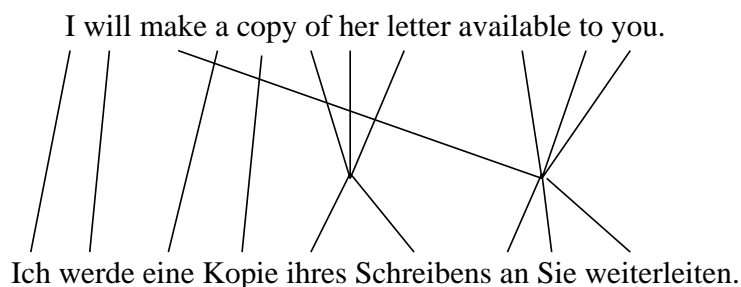 I will make a copy of her letter available to you.
Ich werde eine Kopie ihres Schreibens an Sie weiterleiten.